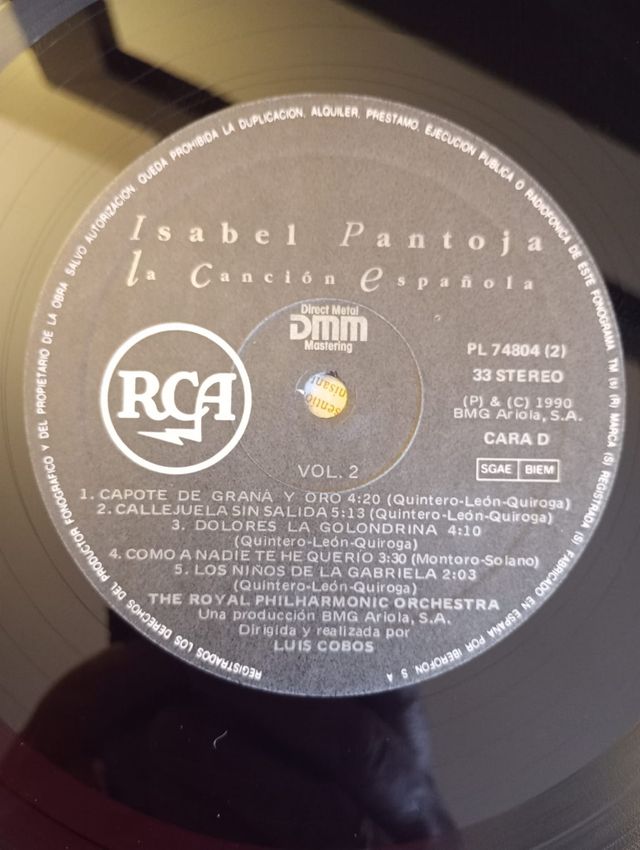 REGISTRADOS LOS DERECHOS DEL PRODUCTOR FONOGRAFICO Y DEL PROPIETARIO DE LA OBRA. SALVO AUTORIZACION, QUEDA PROHIBIDA LA DUPLICACION, ALQUILER, PRESTAMO, EJECUCION PUBLICA O RADIOFONICA DE ESTE FONOGRAMA TM (s) (R) MARCA (S) REGISTRADA (S) FABRICADO EN ESPAÑA POR IBEROFON, S. A
Isabel Pantoja
la Canción española
Direct Metal
DMM
Mastering
RCA
PL 74804 (2)
33 STEREO
(P) & (C) 1990
BMG Ariola, S.A.
CARA D
SGAE BIEM
VOL. 2
1. CAPOTE DE GRANA Y ORO 4:20 (Quintero-León-Quiroga)
2. CALLEJUELA SIN SALIDA 5:13 (Quintero-León-Quiroga)
3. DOLORES LA GOLONDRINA 4:10
(Quintero-León-Quiroga)
4. COMO A NADIE TE HE QUERIO 3:30 (Montoro-Solano)
5. LOS NIÑOS DE LA GABRIELA 2:03
(Quintero-León-Quiroga)
THE ROYAL PHILHARMONIC ORCHESTRA
Una producción BMG Ariola, S.A.
Dirigida y realizada por
LUIS COBOS